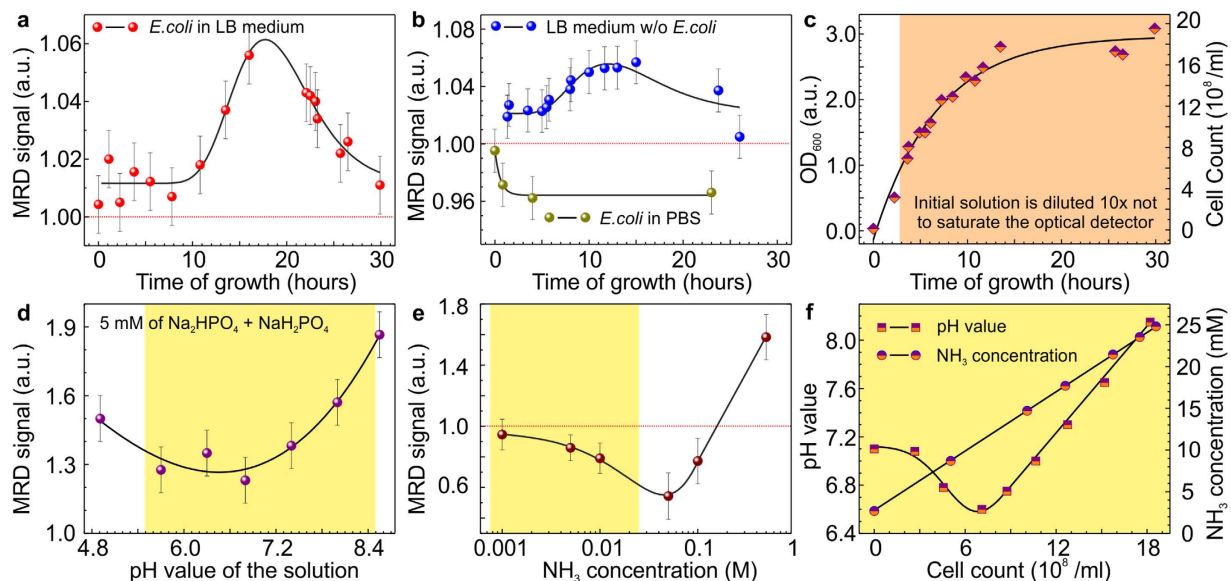 a
E.coli in LB medium
1.06
1.04
1.02
1.00
MRD signal (a.u.)
0 10 20 30
Time of growth (hours)
b
LB medium w/o E.coli
1.08
1.04
1.00
0.96
MRD signal (a.u.)
E.coli in PBS
0 10 20 30
Time of growth (hours)
c
3.0
2.0
1.0
0.0
OD600 (a.u.)
20
16
12
8
4
0
Cell Count (10⁸/ml)
Initial solution is diluted 10x not
to saturate the optical detector
0 5 10 15 20 25 30
Time of growth (hours)
d
5 mM of Na₂HPO₄ + NaH₂PO₄
1.9
1.6
1.3
1.0
MRD signal (a.u.)
4.8 6.0 7.2 8.4
pH value of the solution
e
1.8
1.4
1.0
0.6
MRD signal (a.u.)
0.001 0.01 0.1 1
NH₃ concentration (M)
f
pH value
NH₃ concentration
8.0
7.6
7.2
6.8
6.4
pH value
25
20
15
10
5
0
NH₃ concentration (mM)
0 6 12 18
Cell count (10⁸ /ml)